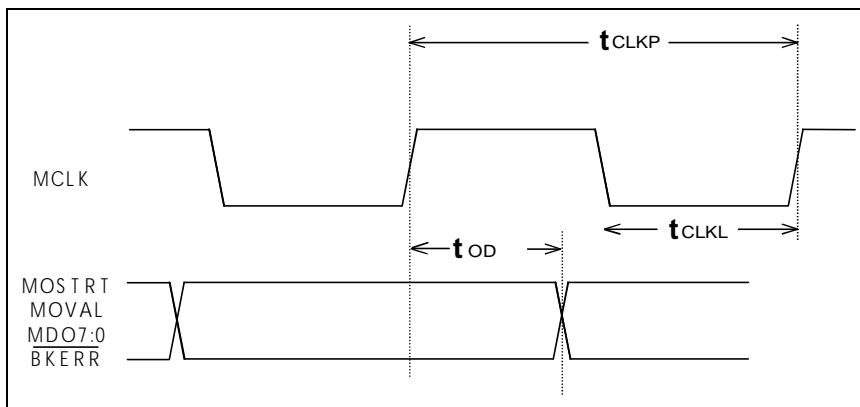 tCLKP
MCLK
tCLKL
tOD
MOSTRT
MOVAL
MDO7:0
BKERR